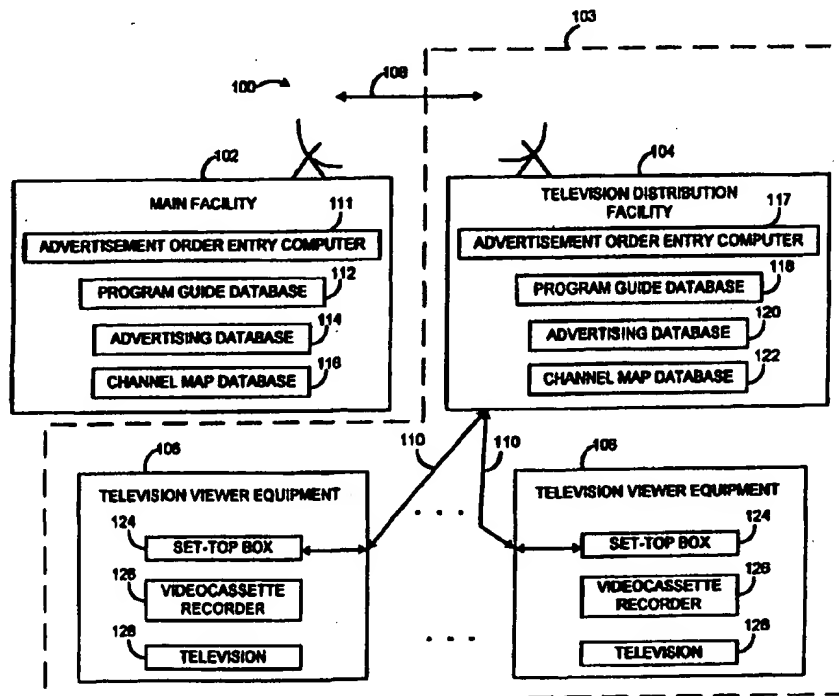 103
100
108
102
104
MAIN FACILITY
111
ADVERTISEMENT ORDER ENTRY COMPUTER
112
PROGRAM GUIDE DATABASE
114
ADVERTISING DATABASE
116
CHANNEL MAP DATABASE
TELEVISION DISTRIBUTION
FACILITY
117
ADVERTISEMENT ORDER ENTRY COMPUTER
118
PROGRAM GUIDE DATABASE
120
ADVERTISING DATABASE
122
CHANNEL MAP DATABASE
110
110
106
TELEVISION VIEWER EQUIPMENT
124
SET-TOP BOX
126
VIDEOCASSETTE
RECORDER
128
TELEVISION
106
TELEVISION VIEWER EQUIPMENT
124
SET-TOP BOX
126
VIDEOCASSETTE
RECORDER
128
TELEVISION